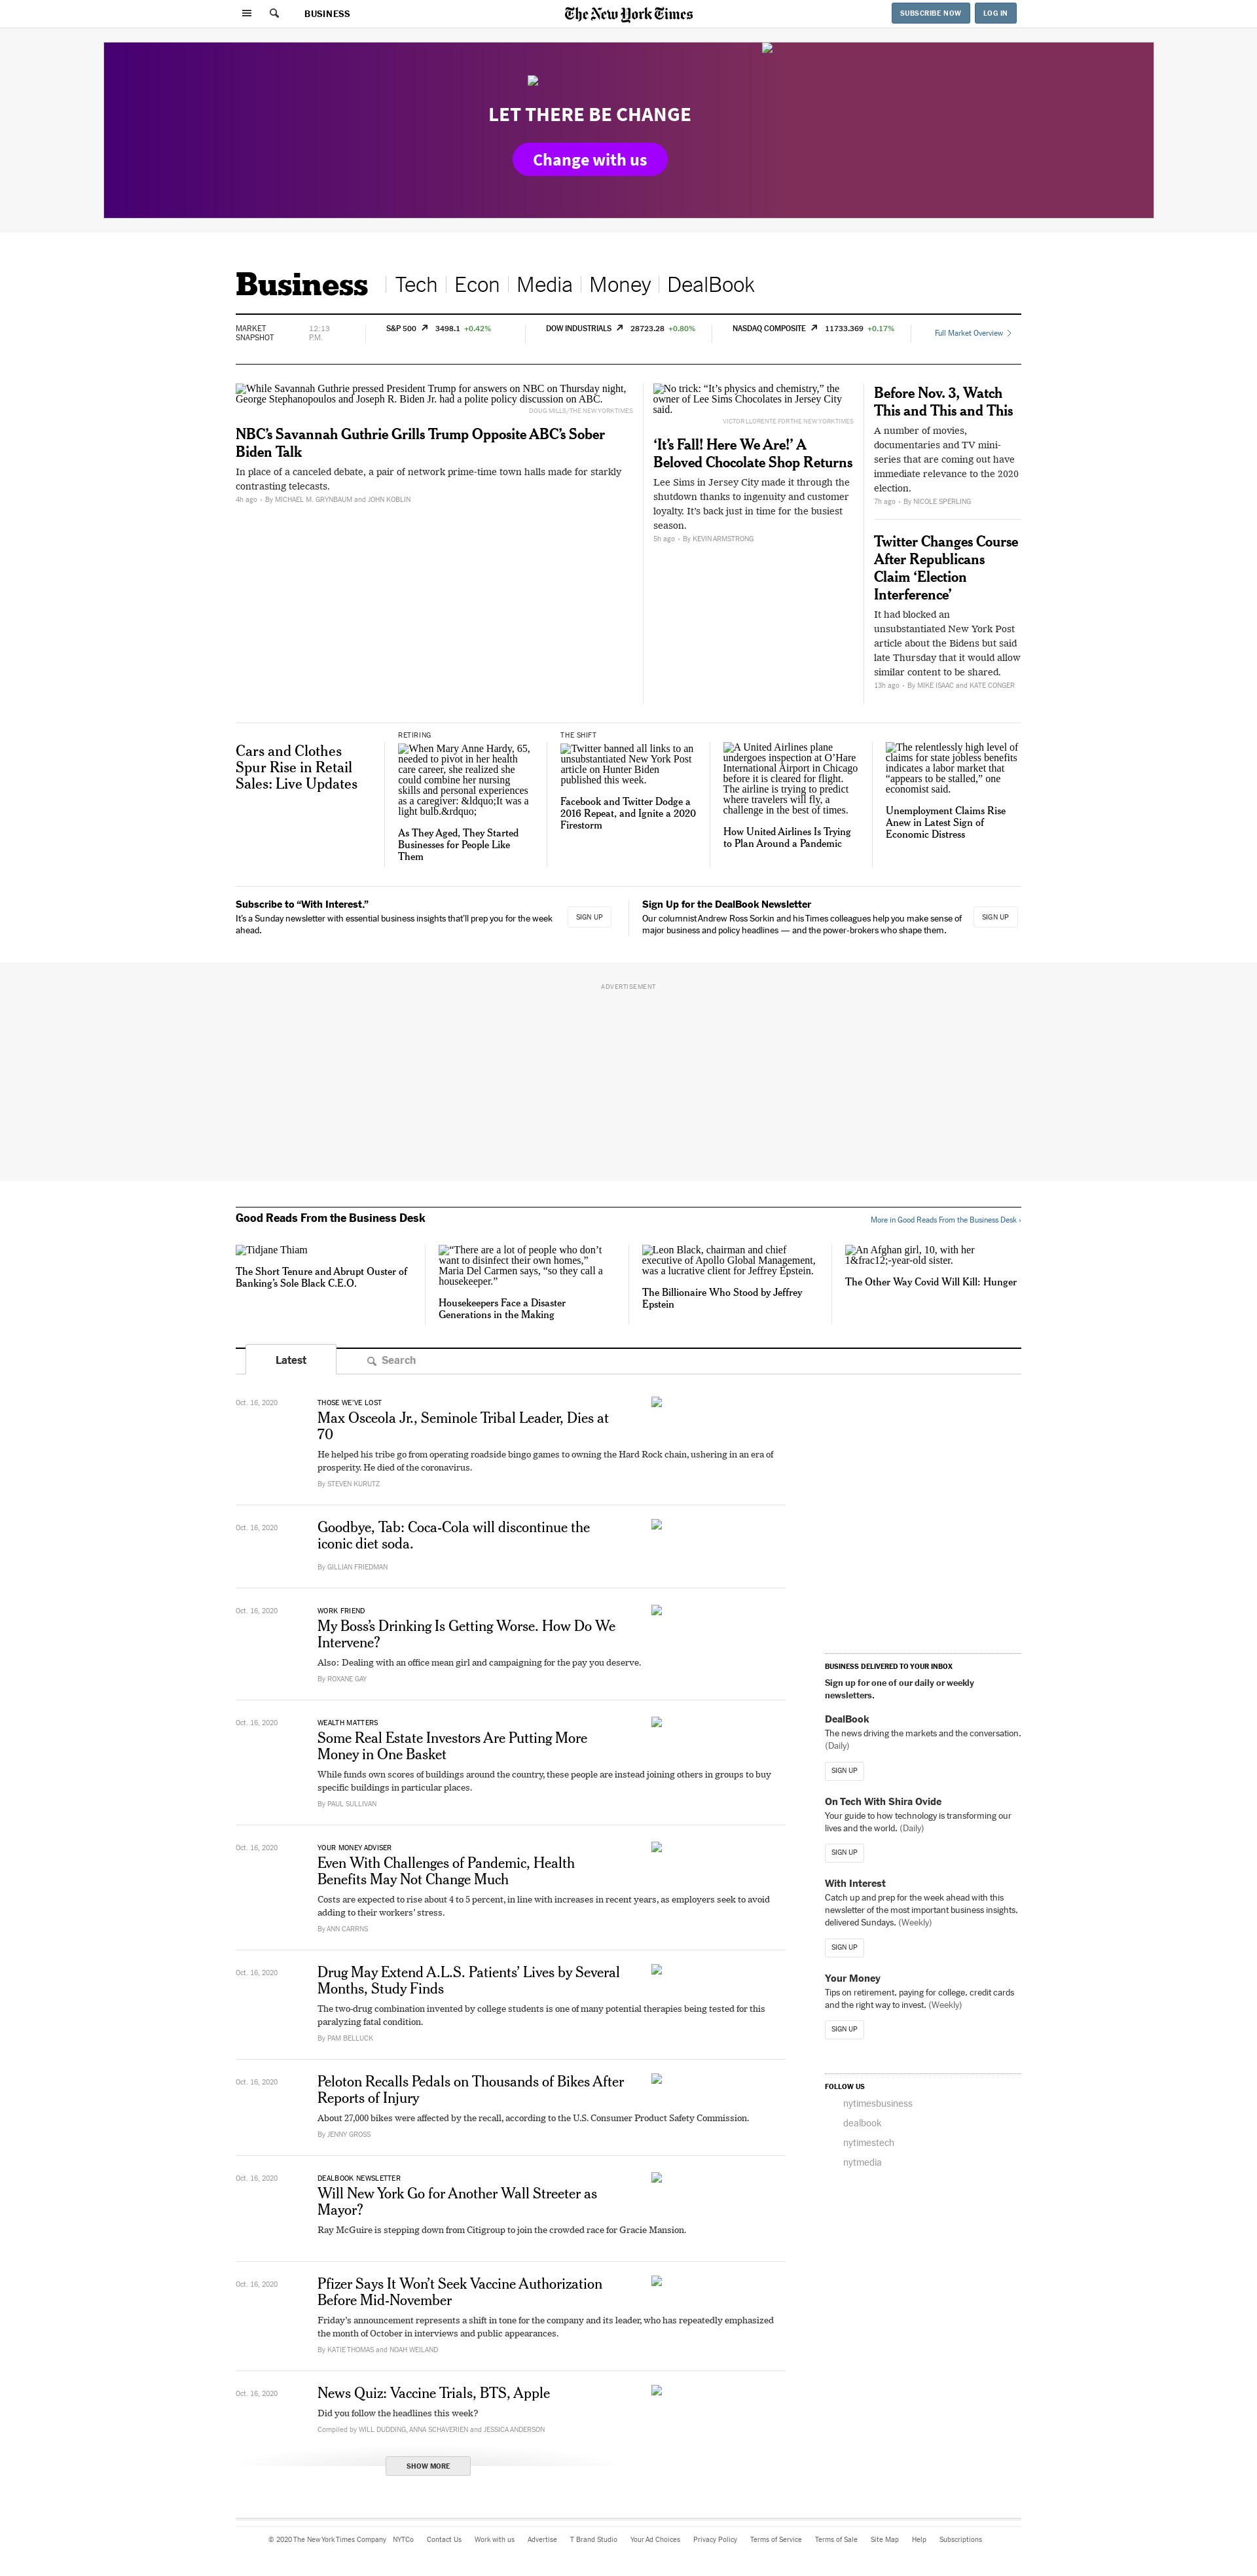 BUSINESS
The New York Times
SUBSCRIBE NOW
LOG IN
LET THERE BE CHANGE
Change with us
Business
Tech
Econ
Media
Money
DealBook
MARKET
SNAPSHOT
12:13
P.M.
S&P 500 3498.1 +0.42%
DOW INDUSTRIALS 28723.28 +0.80%
NASDAQ COMPOSITE 11733.369 +0.17%
Full Market Overview
While Savannah Guthrie pressed President Trump for answers on NBC on Thursday night,
George Stephanopoulos and Joseph R. Biden Jr. had a polite policy discussion on ABC.
DOUG MILLS/THE NEW YORK TIMES
NBC’s Savannah Guthrie Grills Trump Opposite ABC’s Sober
Biden Talk
In place of a canceled debate, a pair of network prime-time town halls made for starkly
contrasting telecasts.
4h ago • By MICHAEL M. GRYNBAUM and JOHN KOBLIN
No trick: “It’s physics and chemistry,” the
owner of Lee Sims Chocolates in Jersey City
said.
VICTOR LLORENTE FOR THE NEW YORK TIMES
‘It’s Fall! Here We Are!’ A
Beloved Chocolate Shop Returns
Lee Sims in Jersey City made it through the
shutdown thanks to ingenuity and customer
loyalty. It’s back just in time for the busiest
season.
5h ago • By KEVIN ARMSTRONG
Before Nov. 3, Watch
This and This and This
A number of movies,
documentaries and TV mini-
series that are coming out have
immediate relevance to the 2020
election.
7h ago • By NICOLE SPERLING
Twitter Changes Course
After Republicans
Claim ‘Election
Interference’
It had blocked an
unsubstantiated New York Post
article about the Bidens but said
late Thursday that it would allow
similar content to be shared.
13h ago • By MIKE ISAAC and KATE CONGER
Cars and Clothes
Spur Rise in Retail
Sales: Live Updates
RETIRING
When Mary Anne Hardy, 65,
needed to pivot in her health
care career, she realized she
could combine her nursing
skills and personal experiences
as a caregiver: &ldquo;It was a
light bulb.&rdquo;
As They Aged, They Started
Businesses for People Like
Them
THE SHIFT
Twitter banned all links to an
unsubstantiated New York Post
article on Hunter Biden
published this week.
Facebook and Twitter Dodge a
2016 Repeat, and Ignite a 2020
Firestorm
A United Airlines plane
undergoes inspection at O’Hare
International Airport in Chicago
before it is cleared for flight.
The airline is trying to predict
where travelers will fly, a
challenge in the best of times.
How United Airlines Is Trying
to Plan Around a Pandemic
The relentlessly high level of
claims for state jobless benefits
indicates a labor market that
“appears to be stalled,” one
economist said.
Unemployment Claims Rise
Anew in Latest Sign of
Economic Distress
Subscribe to “With Interest.”
It’s a Sunday newsletter with essential business insights that’ll prep you for the week
ahead.
SIGN UP
Sign Up for the DealBook Newsletter
Our columnist Andrew Ross Sorkin and his Times colleagues help you make sense of
major business and policy headlines — and the power-brokers who shape them.
SIGN UP
ADVERTISEMENT
Good Reads From the Business Desk
More in Good Reads From the Business Desk ›
Tidjane Thiam
The Short Tenure and Abrupt Ouster of
Banking’s Sole Black C.E.O.
“There are a lot of people who don’t
want to disinfect their own homes,”
Maria Del Carmen says, “so they call a
housekeeper.”
Housekeepers Face a Disaster
Generations in the Making
Leon Black, chairman and chief
executive of Apollo Global Management,
was a lucrative client for Jeffrey Epstein.
The Billionaire Who Stood by Jeffrey
Epstein
An Afghan girl, 10, with her
1&frac12;-year-old sister.
The Other Way Covid Will Kill: Hunger
Latest
Search
Oct. 16, 2020
THOSE WE’VE LOST
Max Osceola Jr., Seminole Tribal Leader, Dies at
70
He helped his tribe go from operating roadside bingo games to owning the Hard Rock chain, ushering in an era of
prosperity. He died of the coronavirus.
By STEVEN KURUTZ
Oct. 16, 2020
Goodbye, Tab: Coca-Cola will discontinue the
iconic diet soda.
By GILLIAN FRIEDMAN
Oct. 16, 2020
WORK FRIEND
My Boss’s Drinking Is Getting Worse. How Do We
Intervene?
Also: Dealing with an office mean girl and campaigning for the pay you deserve.
By ROXANE GAY
Oct. 16, 2020
WEALTH MATTERS
Some Real Estate Investors Are Putting More
Money in One Basket
While funds own scores of buildings around the country, these people are instead joining others in groups to buy
specific buildings in particular places.
By PAUL SULLIVAN
Oct. 16, 2020
YOUR MONEY ADVISER
Even With Challenges of Pandemic, Health
Benefits May Not Change Much
Costs are expected to rise about 4 to 5 percent, in line with increases in recent years, as employers seek to avoid
adding to their workers’ stress.
By ANN CARRNS
Oct. 16, 2020
Drug May Extend A.L.S. Patients’ Lives by Several
Months, Study Finds
The two-drug combination invented by college students is one of many potential therapies being tested for this
paralyzing fatal condition.
By PAM BELLUCK
Oct. 16, 2020
Peloton Recalls Pedals on Thousands of Bikes After
Reports of Injury
About 27,000 bikes were affected by the recall, according to the U.S. Consumer Product Safety Commission.
By JENNY GROSS
Oct. 16, 2020
DEALBOOK NEWSLETTER
Will New York Go for Another Wall Streeter as
Mayor?
Ray McGuire is stepping down from Citigroup to join the crowded race for Gracie Mansion.
Oct. 16, 2020
Pfizer Says It Won’t Seek Vaccine Authorization
Before Mid-November
Friday’s announcement represents a shift in tone for the company and its leader, who has repeatedly emphasized
the month of October in interviews and public appearances.
By KATIE THOMAS and NOAH WEILAND
Oct. 16, 2020
News Quiz: Vaccine Trials, BTS, Apple
Did you follow the headlines this week?
Compiled by WILL DUDDING, ANNA SCHAVERIEN and JESSICA ANDERSON
SHOW MORE
BUSINESS DELIVERED TO YOUR INBOX
Sign up for one of our daily or weekly
newsletters.
DealBook
The news driving the markets and the conversation.
(Daily)
SIGN UP
On Tech With Shira Ovide
Your guide to how technology is transforming our
lives and the world. (Daily)
SIGN UP
With Interest
Catch up and prep for the week ahead with this
newsletter of the most important business insights,
delivered Sundays. (Weekly)
SIGN UP
Your Money
Tips on retirement, paying for college, credit cards
and the right way to invest. (Weekly)
SIGN UP
FOLLOW US
nytimesbusiness
dealbook
nytimestech
nytmedia
© 2020 The New York Times Company NYTCo Contact Us Work with us Advertise T Brand Studio Your Ad Choices Privacy Policy Terms of Service Terms of Sale Site Map Help Subscriptions